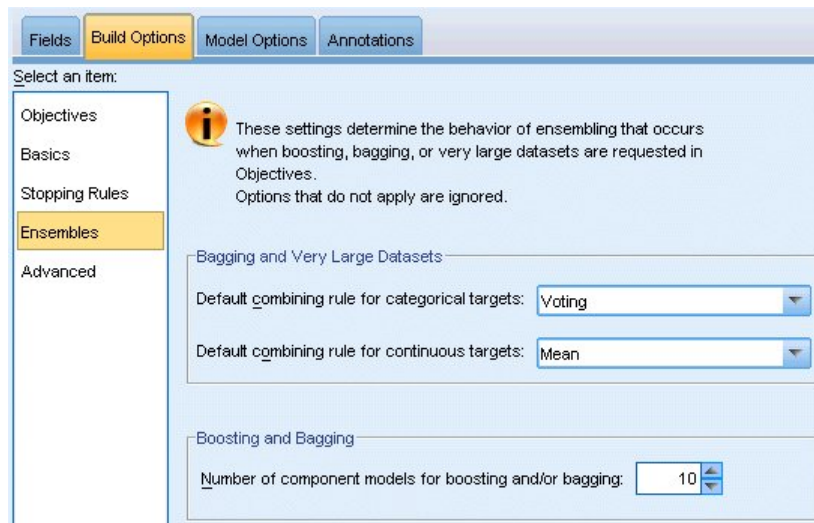 Fields Build Options Model Options Annotations
Select an item:
Objectives
Basics
Stopping Rules
Ensembles
Advanced
These settings determine the behavior of ensembling that occurs
when boosting, bagging, or very large datasets are requested in
Objectives.
Options that do not apply are ignored.
Bagging and Very Large Datasets
Default combining rule for categorical targets: Voting
Default combining rule for continuous targets: Mean
Boosting and Bagging
Number of component models for boosting and/or bagging: 10